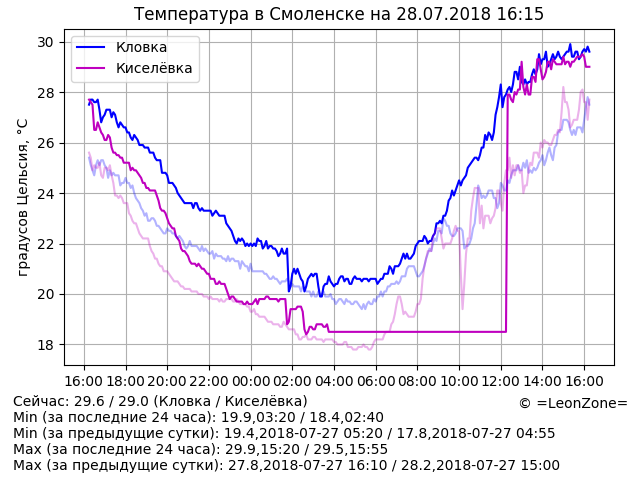 Температура в Смоленске на 28.07.2018 16:15
градусов Цельсия, °C
30
28
26
24
22
20
18
Кловка
Киселёвка
16:00 18:00 20:00 22:00 00:00 02:00 04:00 06:00 08:00 10:00 12:00 14:00 16:00
Сейчас: 29.6 / 29.0 (Кловка / Киселёвка)
© =LeonZone=
Min (за последние 24 часа): 19.9,03:20 / 18.4,02:40
Min (за предыдущие сутки): 19.4,2018-07-27 05:20 / 17.8,2018-07-27 04:55
Max (за последние 24 часа): 29.9,15:20 / 29.5,15:55
Max (за предыдущие сутки): 27.8,2018-07-27 16:10 / 28.2,2018-07-27 15:00